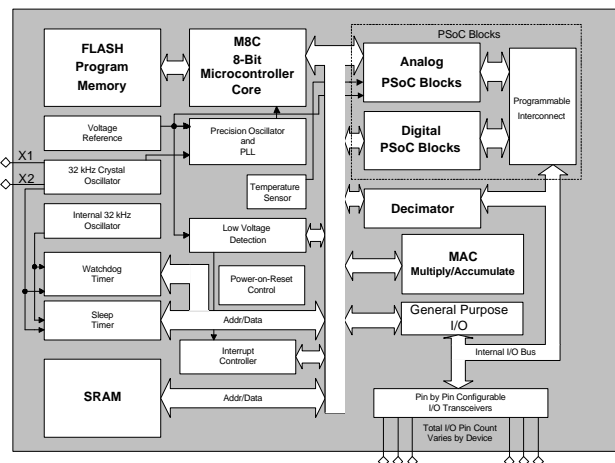 PSoC Blocks
FLASH
Program
Memory
M8C
8-Bit
Microcontroller
Core
Analog
PSoC Blocks
Programmable
Interconnect
Voltage
Reference
Precision Oscillator
and
PLL
Digital
PSoC Blocks
X1
X2
32 kHz Crystal
Oscillator
Temperature
Sensor
Internal 32 kHz
Oscillator
Low Voltage
Detection
Decimator
Watchdog
Timer
Power-on-Reset
Control
MAC
Multiply/Accumulate
Sleep
Timer
Addr/Data
General Purpose
I/O
Interrupt
Controller
Internal I/O Bus
SRAM
Addr/Data
Pin by Pin Configurable
I/O Transceivers
Total I/O Pin Count
Varies by Device